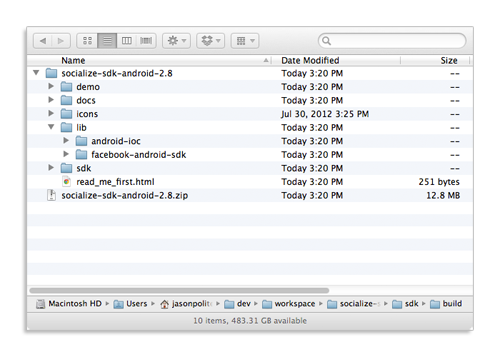 Name Date Modified Size
socialize-sdk-android-2.8 Today 3:20 PM --
demo Today 3:20 PM --
docs Today 3:20 PM --
icons Jul 30, 2012 3:25 PM --
lib Today 3:20 PM --
android-ioc Today 3:20 PM --
facebook-android-sdk Today 3:20 PM --
sdk Today 3:20 PM --
read_me_first.html Today 3:20 PM 251 bytes
socialize-sdk-android-2.8.zip Today 3:20 PM 12.8 MB
Macintosh HD Users jasonpolit dev workspace socialize-s sdk build
10 items, 483.31 GB available